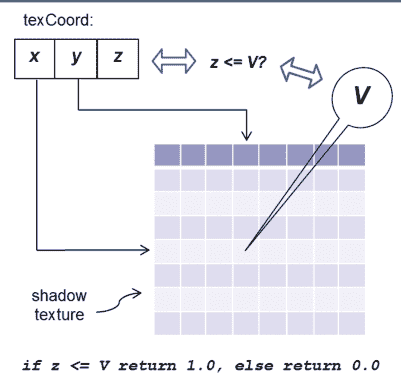 texCoord:
x y z
z <= V?
V
shadow
texture
if z <= V return 1.0, else return 0.0